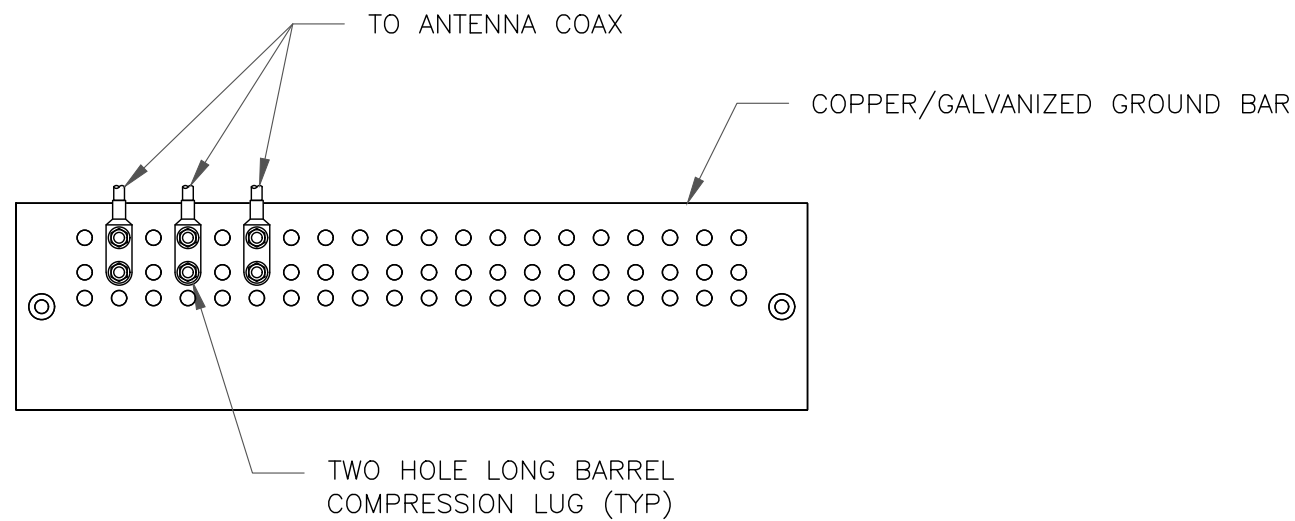 TO ANTENNA COAX
COPPER/GALVANIZED GROUND BAR
TWO HOLE LONG BARREL
COMPRESSION LUG (TYP)